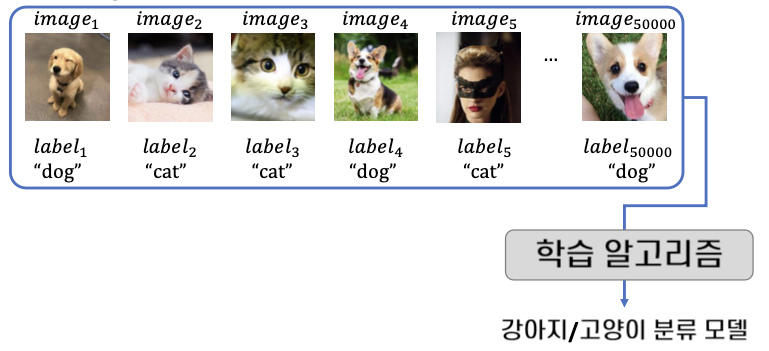 image₁ image₂ image₃ image₄ image₅ image₅₀₀₀₀
...
label₁ label₂ label₃ label₄ label₅ label₅₀₀₀₀
“dog” “cat” “cat” “dog” “cat” “dog”
학습 알고리즘
강아지/고양이 분류 모델